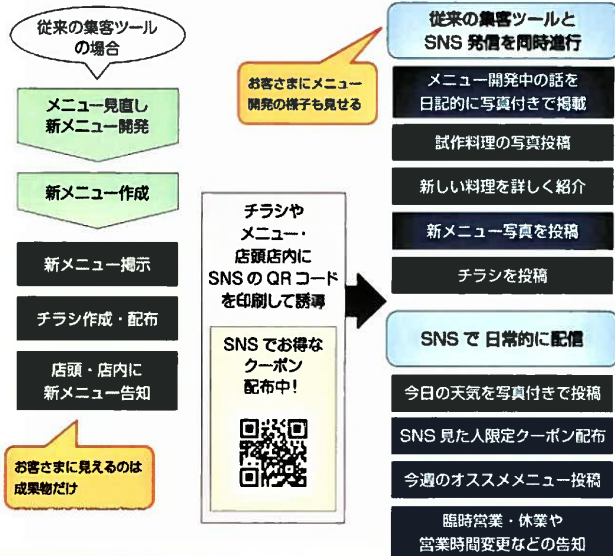 従来の集客ツール
の場合
メニュー見直し
新メニュー開発
新メニュー作成
新メニュー掲示
チラシ作成・配布
店頭・店内に
新メニュー告知
お客さまに見えるのは
成果物だけ
チラシや
メニュー・
店頭店内に
SNSのQRコード
を印刷して誘導
SNSでお得な
クーポン
配布中!
従来の集客ツールと
SNS発信を同時進行
お客さまにメニュー
開発の様子も見せる
メニュー開発中の話を
日記的に写真付きで掲載
試作料理の写真投稿
新しい料理を詳しく紹介
新メニュー写真を投稿
チラシを投稿
SNSで日常的に配信
今日の天気を写真付きで投稿
SNS見た人限定クーポン配布
今週のオススメメニュー投稿
臨時営業・休業や
営業時間変更などの告知